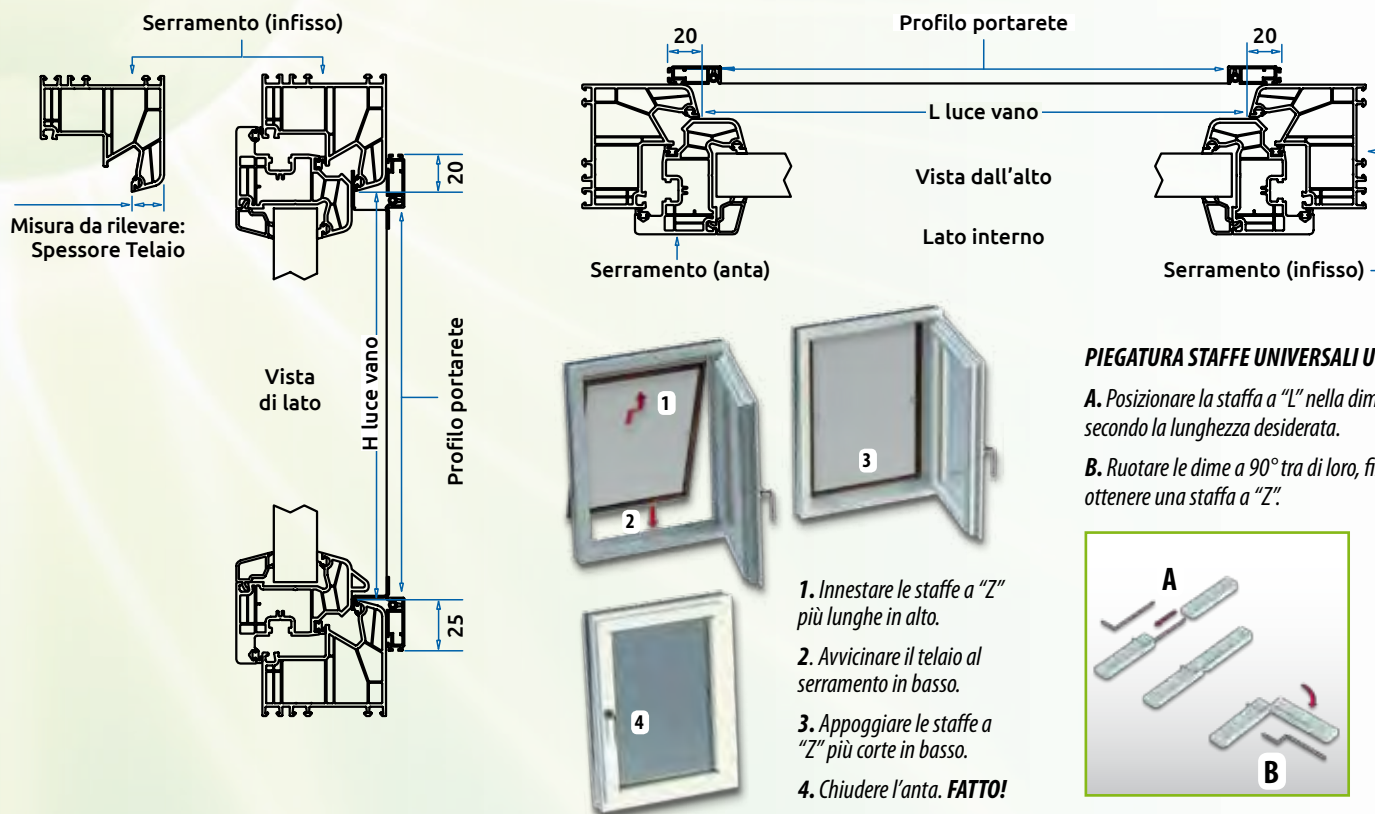 Serramento (infisso)
Misura da rilevare:
Spessore Telaio
20
H luce vano
Profilo portarete
Vista
di lato
25
Profilo portarete
20
20
L luce vano
Vista dall'alto
Lato interno
Serramento (anta)
Serramento (infisso)
1
2
3
4
1. Innestare le staffe a “Z”
più lunghe in alto.
2. Avvicinare il telaio al
serramento in basso.
3. Appoggiare le staffe a
“Z” più corte in basso.
4. Chiudere l'anta. FATTO!
PIEGATURA STAFFE UNIVERSALI U
A. Posizionare la staffa a “L” nella dim
secondo la lunghezza desiderata.
B. Ruotare le dime a 90° tra di loro, fi
ottenere una staffa a “Z”.
A
B